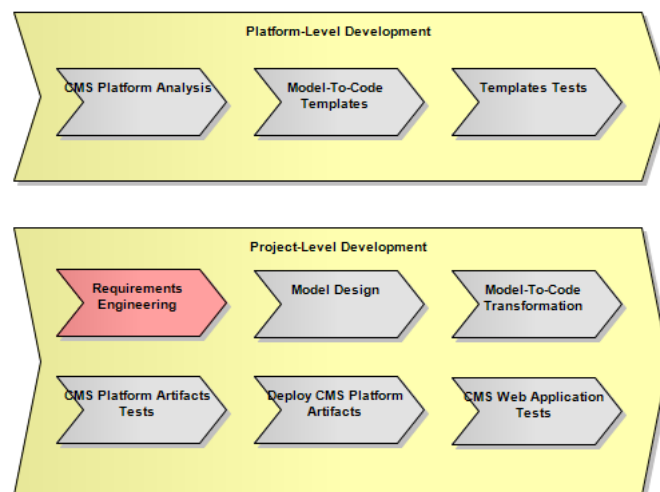 Platform-Level Development
CMS Platform Analysis
Model-To-Code
Templates
Templates Tests
Project-Level Development
Requirements
Engineering
Model Design
Model-To-Code
Transformation
CMS Platform Artifacts
Tests
Deploy CMS Platform
Artifacts
CMS Web Application
Tests